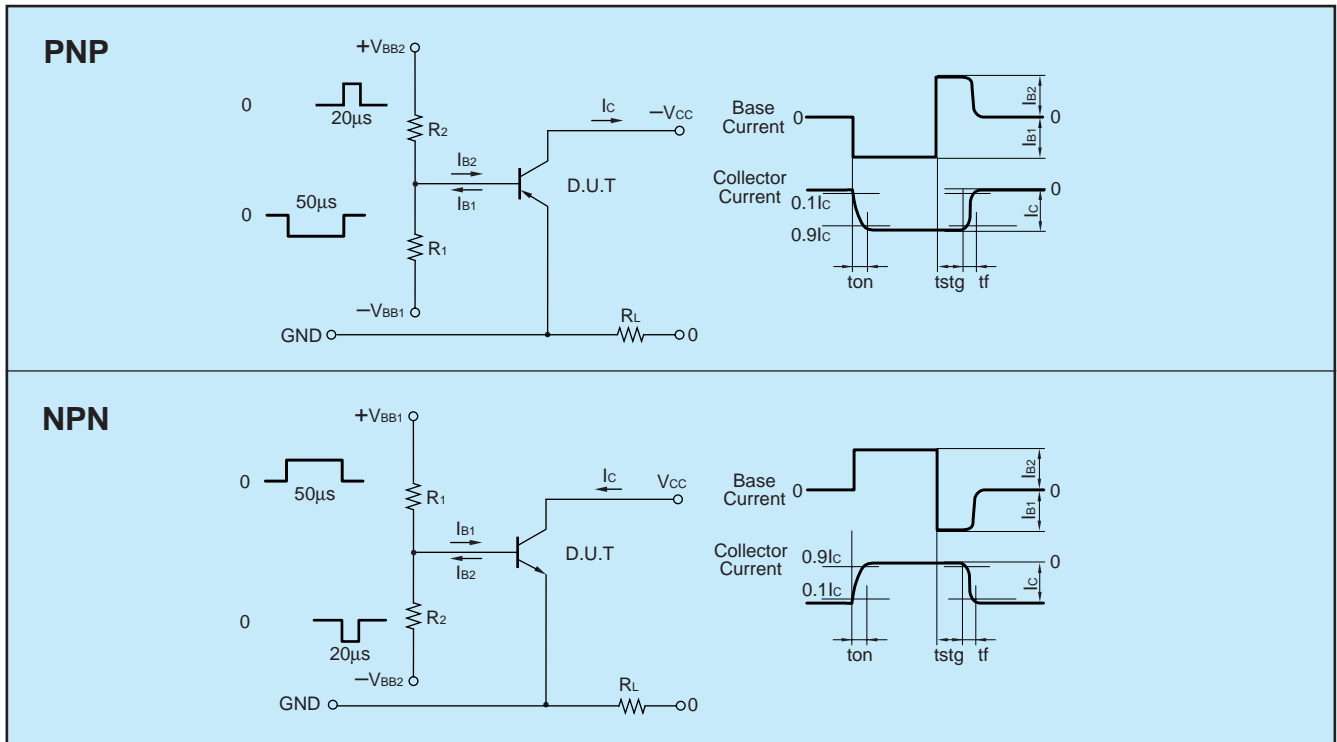 PNP
+VBB2
0
20μs
R2
IC
−VCC
IB2
IB1
D.U.T
50μs
0
R1
−VBB1
GND
RL
0
Base
Current
0
0
IB2
IB1
Collector
Current
0
0.1IC
0.9IC
IC
ton
tstg
tf
NPN
+VBB1
0
50μs
R1
IC
VCC
IB1
IB2
D.U.T
0
20μs
R2
−VBB2
GND
RL
0
Base
Current
0
0
IB2
IB1
Collector
Current
0.9IC
0
0.1IC
IC
ton
tstg
tf